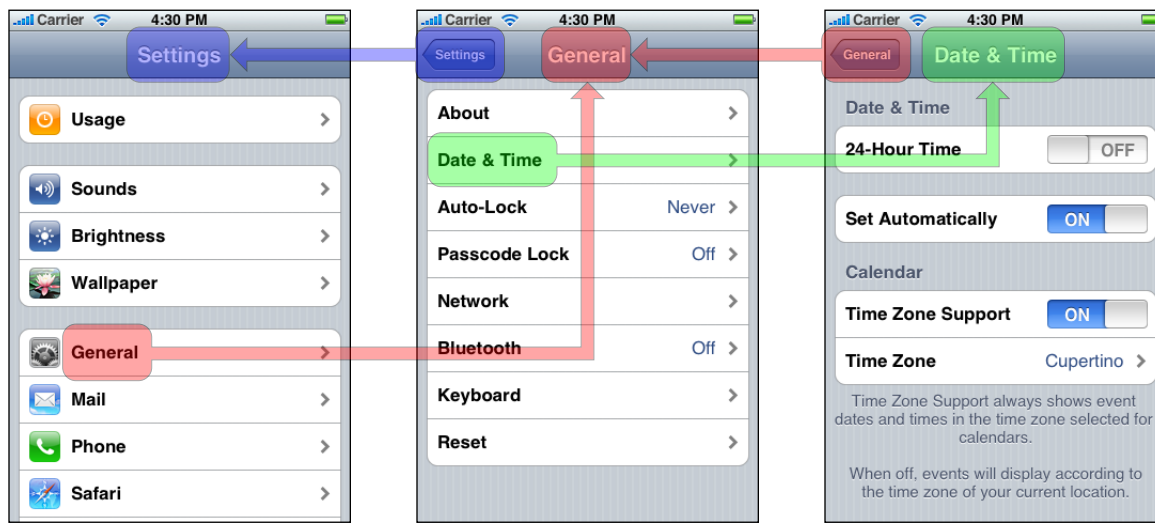 Carrier 4:30 PM
Settings
Usage
Sounds
Brightness
Wallpaper
General
Mail
Phone
Safari
Carrier 4:30 PM
Settings General
About
Date & Time
Auto-Lock Never
Passcode Lock Off
Network
Bluetooth Off
Keyboard
Reset
Carrier 4:30 PM
General Date & Time
Date & Time
24-Hour Time OFF
Set Automatically ON
Calendar
Time Zone Support ON
Time Zone Cupertino
Time Zone Support always shows event
dates and times in the time zone selected for
calendars.
When off, events will display according to
the time zone of your current location.